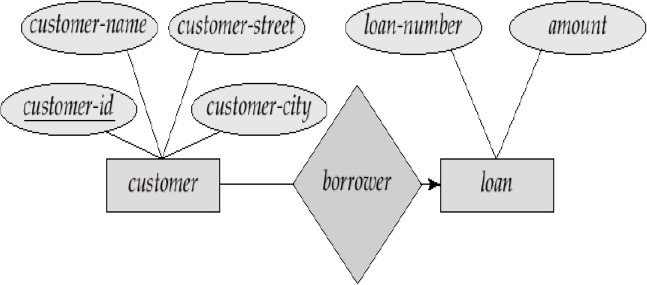 customer-name
customer-street
loan-number
amount
customer-id
customer-city
customer
borrower
loan